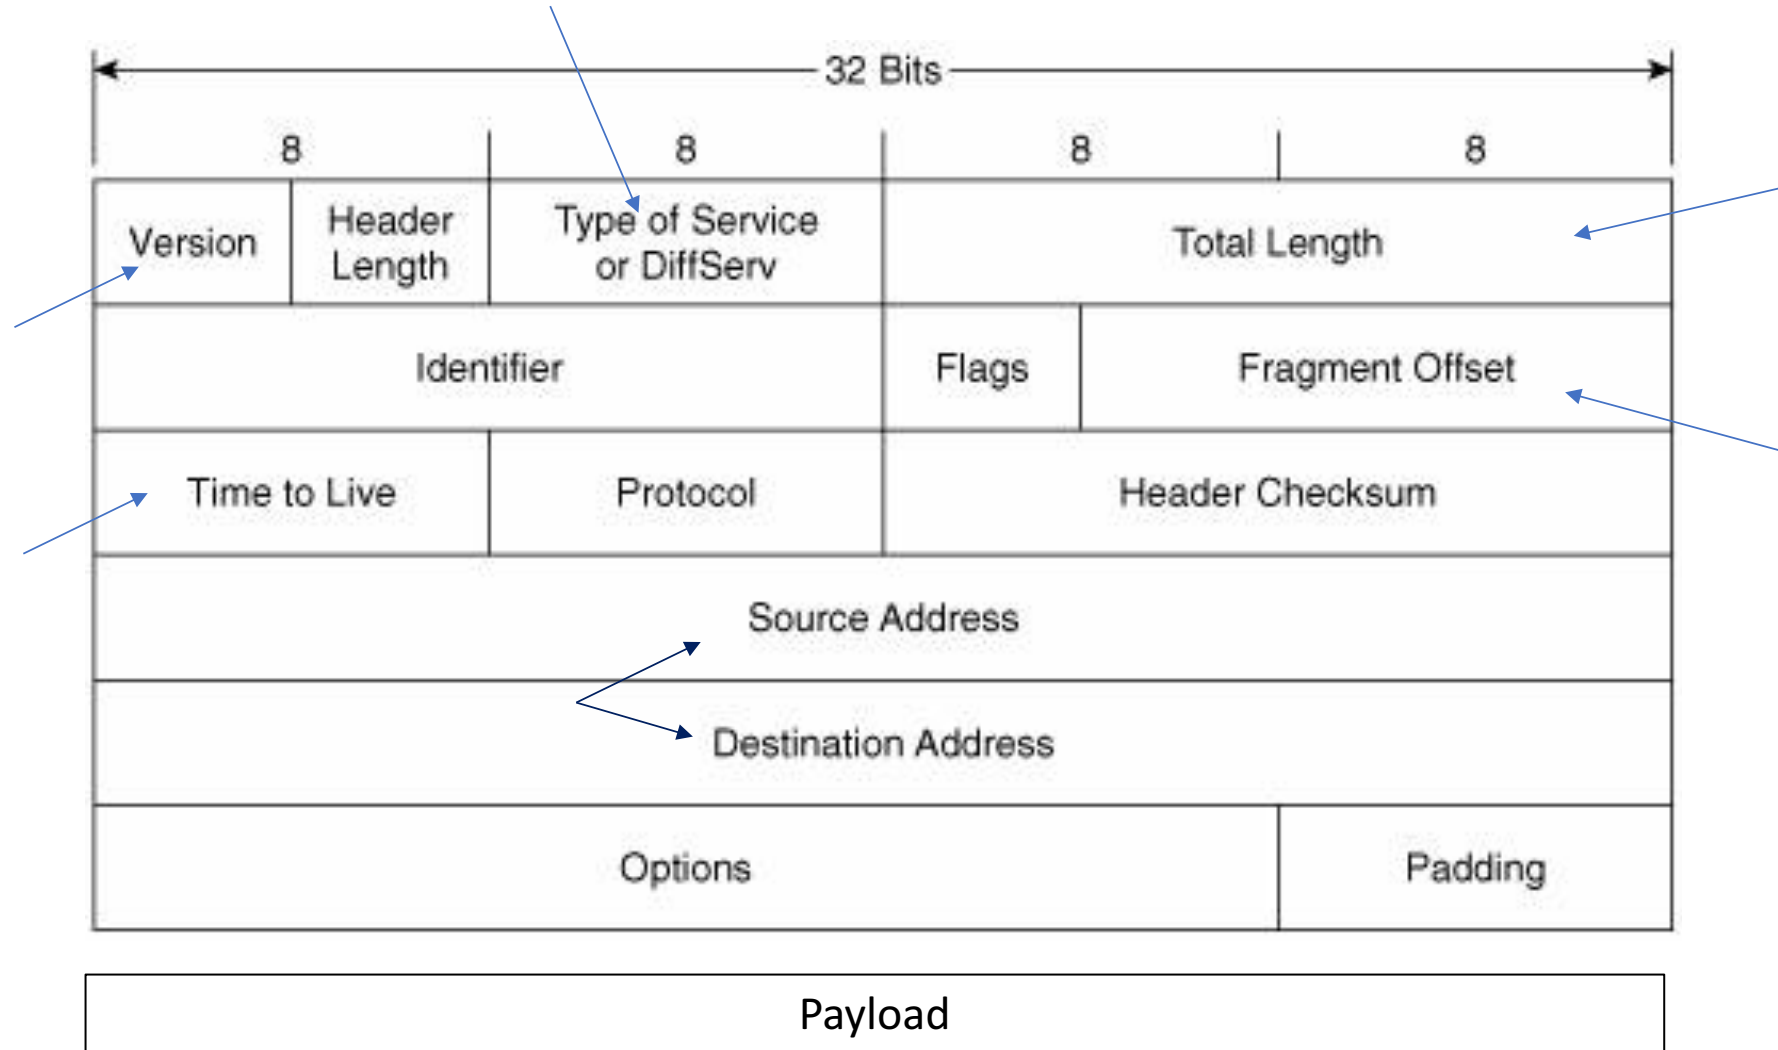 32 Bits
8 8 8 8
Version
Header
Length
Type of Service
or DiffServ
Total Length
Identifier
Flags
Fragment Offset
Time to Live
Protocol
Header Checksum
Source Address
Destination Address
Options
Padding
Payload